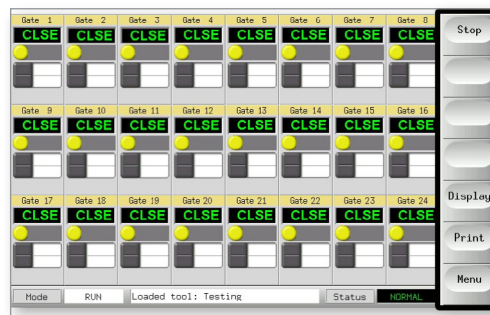 Gate 1 Gate 2 Gate 3 Gate 4 Gate 5 Gate 6 Gate 7 Gate 8
CLSE CLSE CLSE CLSE CLSE CLSE CLSE CLSE
Stop
Gate 9 Gate 10 Gate 11 Gate 12 Gate 13 Gate 14 Gate 15 Gate 16
CLSE CLSE CLSE CLSE CLSE CLSE CLSE CLSE
Gate 17 Gate 18 Gate 19 Gate 20 Gate 21 Gate 22 Gate 23 Gate 24
CLSE CLSE CLSE CLSE CLSE CLSE CLSE CLSE
Display
Print
Menu
Mode RUN Loaded tool: Testing Status NORMAL